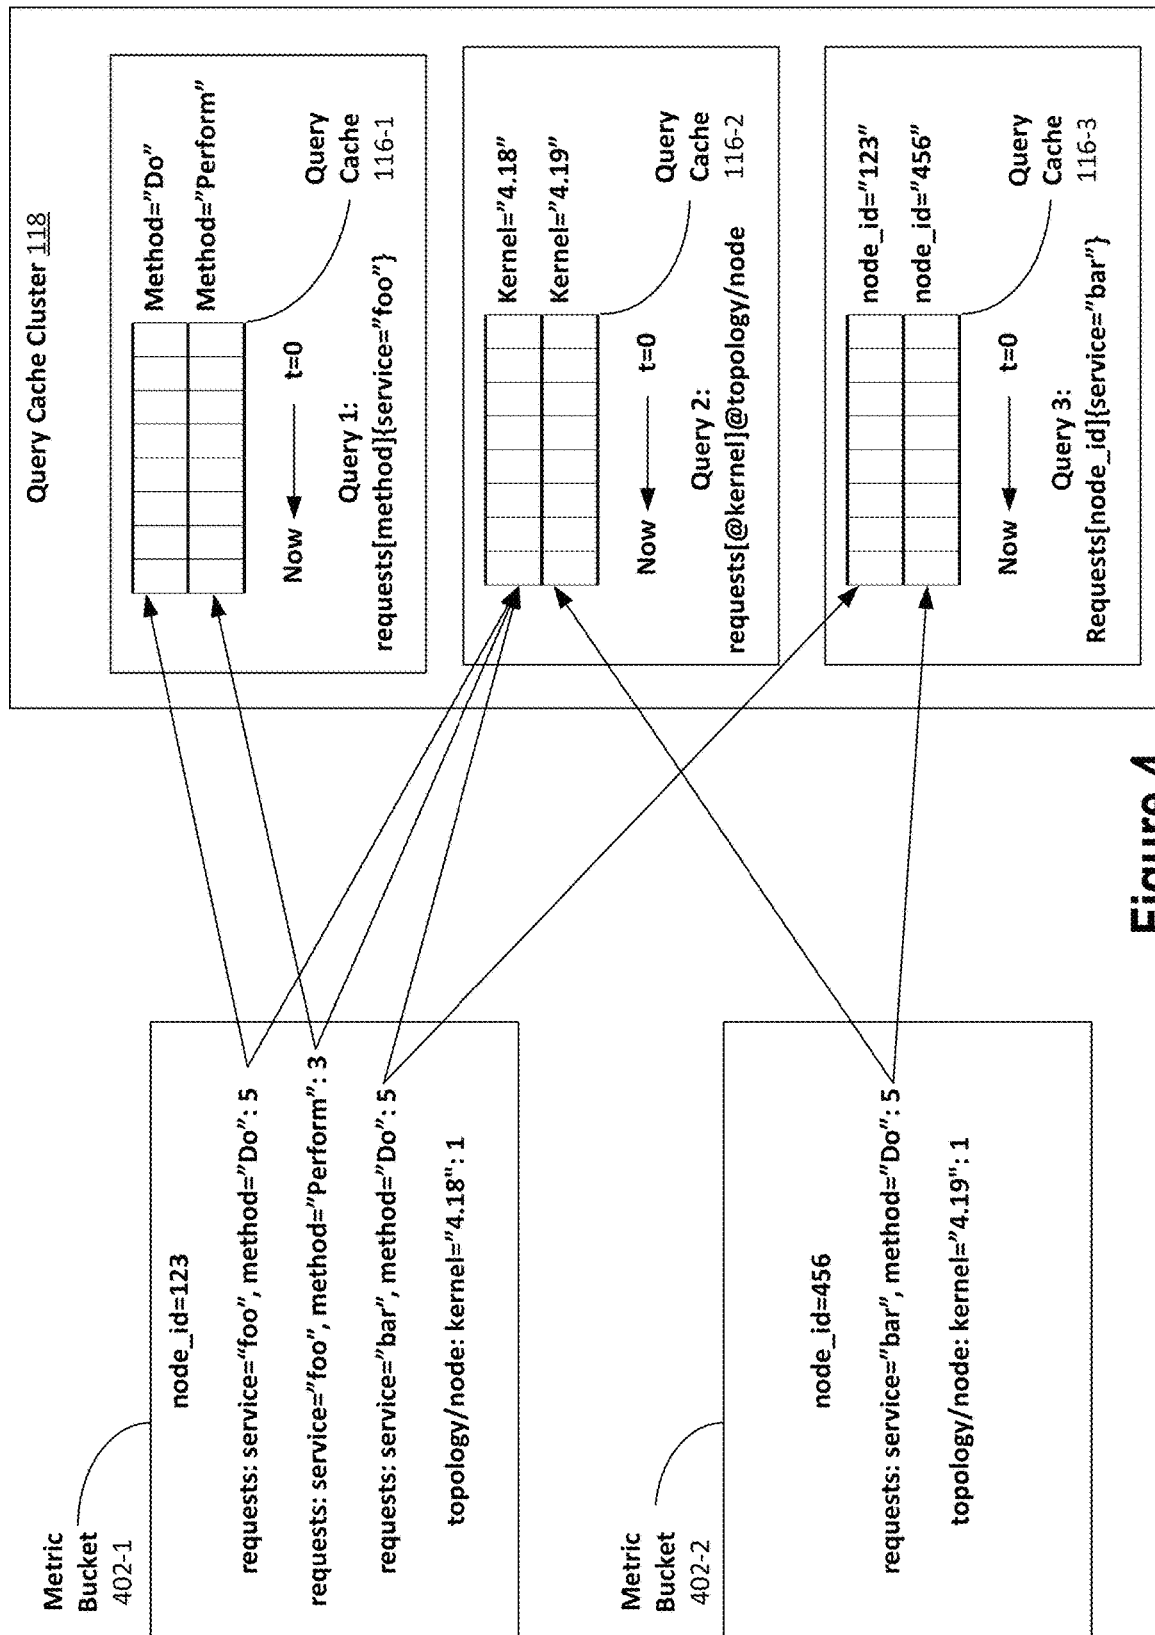 Metric
Bucket
402-1
node_id=123
requests: service="foo", method="Do": 5
requests: service="foo", method="Perform": 3
requests: service="bar", method="Do": 5
topology/node: kernel="4.18": 1
Metric
Bucket
402-2
node_id=456
requests: service="bar", method="Do": 5
topology/node: kernel="4.19": 1
Query Cache Cluster 118
Method="Do"
Method="Perform"
Now
t=0
Query
Cache
116-1
Query 1:
requests[method]{service="foo"}
Kernel="4.18"
Kernel="4.19"
Now
t=0
Query
Cache
116-2
Query 2:
requests[@kernel]@topology/node
node_id="123"
node_id="456"
Now
t=0
Query
Cache
116-3
Query 3:
Requests[node_id]{service="bar"}
Figure 4